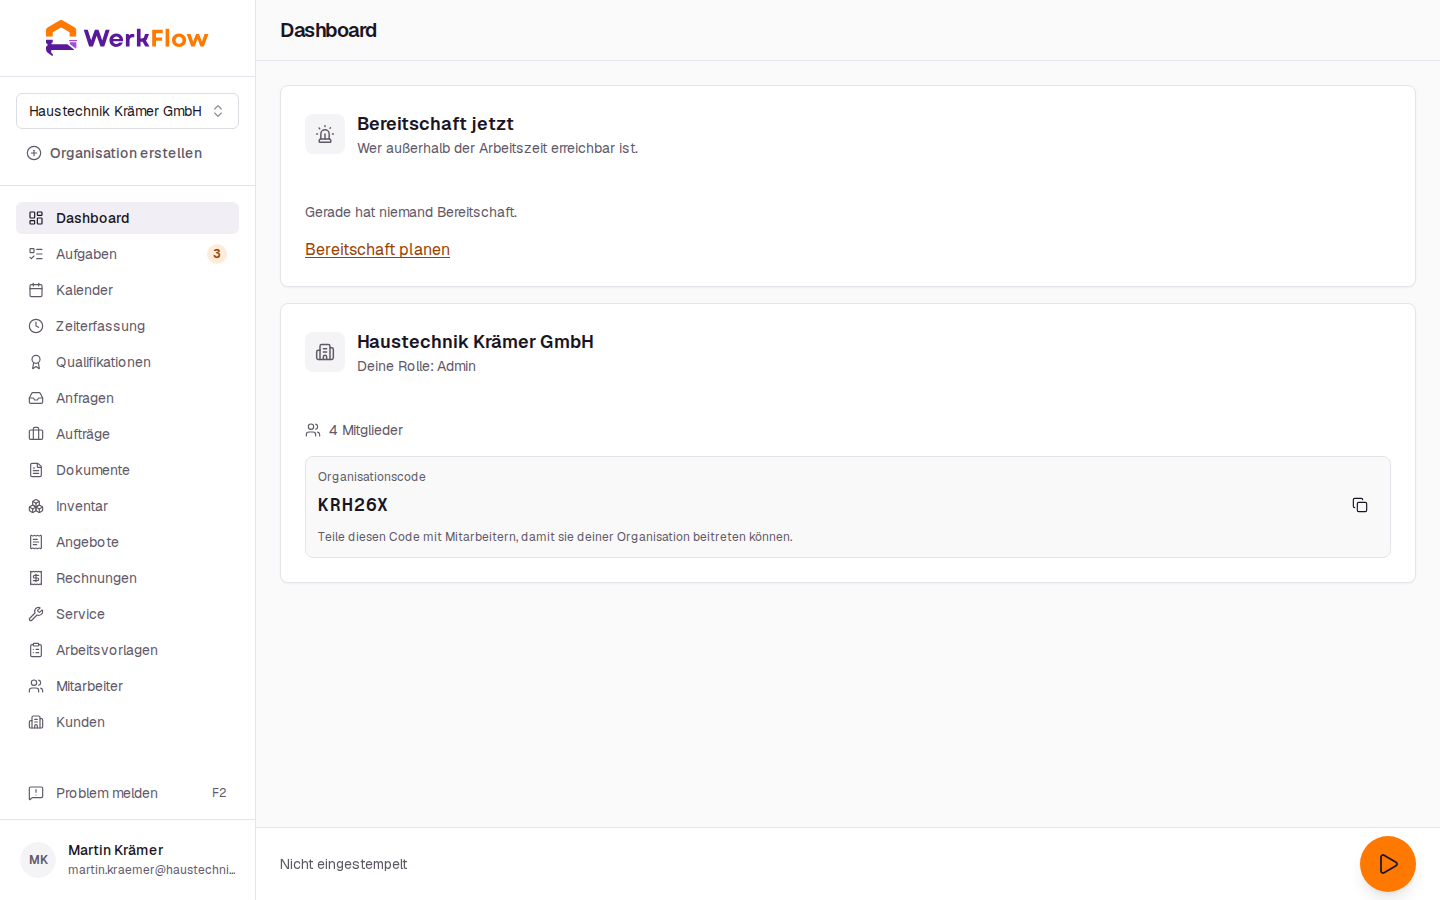 WerkFlow
Haustechnik Krämer GmbH
Organisation erstellen
Dashboard
Aufgaben 3
Kalender
Zeiterfassung
Qualifikationen
Anfragen
Aufträge
Dokumente
Inventar
Angebote
Rechnungen
Service
Arbeitsvorlagen
Mitarbeiter
Kunden
Problem melden F2
MK
Martin Krämer
martin.kraemer@haustechni...
Dashboard
Bereitschaft jetzt
Wer außerhalb der Arbeitszeit erreichbar ist.
Gerade hat niemand Bereitschaft.
Bereitschaft planen
Haustechnik Krämer GmbH
Deine Rolle: Admin
4 Mitglieder
Organisationscode
KRH26X
Teile diesen Code mit Mitarbeitern, damit sie deiner Organisation beitreten können.
Nicht eingestempelt